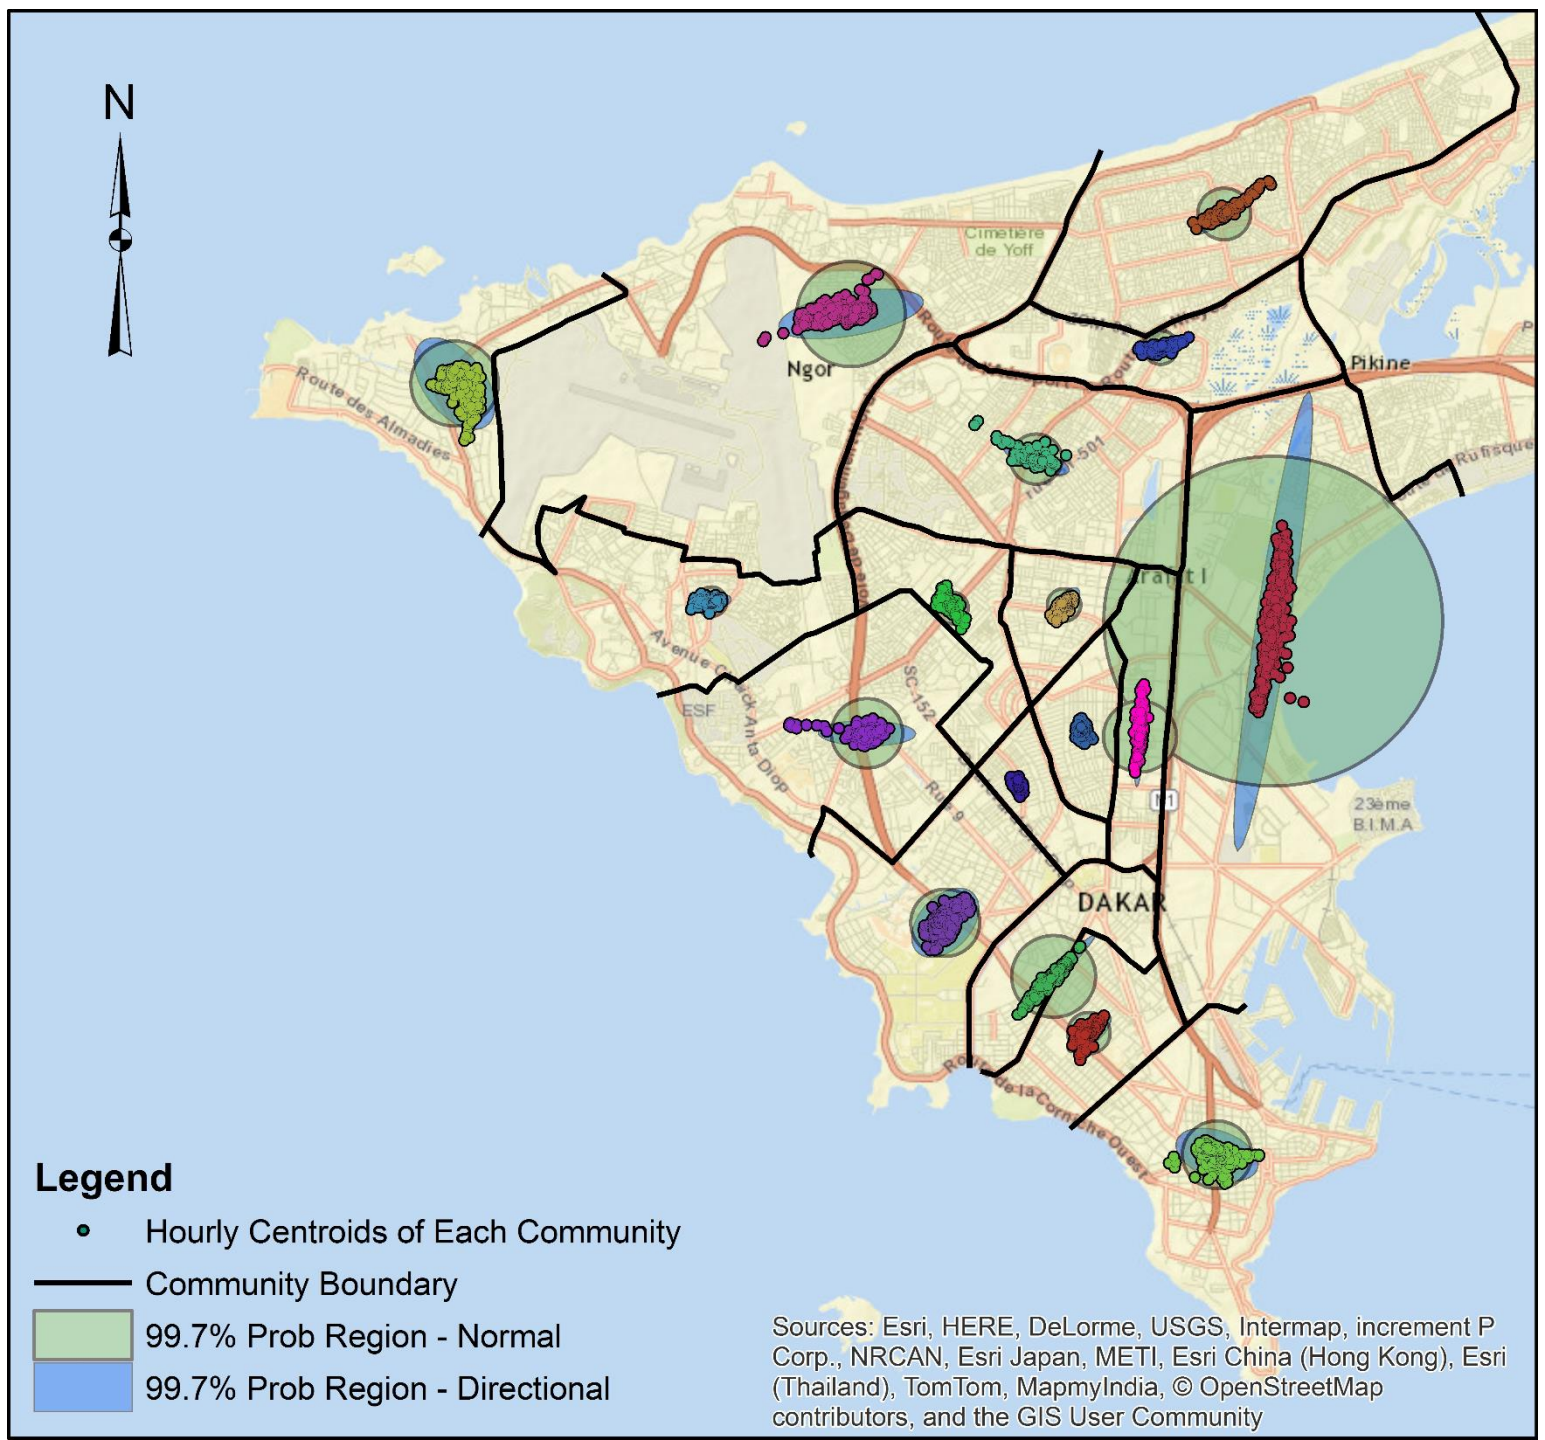 N
Cimetière
de Yoff
Pikine
Ngor
Route des Almadies
Rufisque
Arafat I
Avenue Cheick Anta Diop
ESF
SC-152
Rue 9
N1
23ème
B.I.M.A
DAKAR
Route de la Corniche Ouest
Legend
Hourly Centroids of Each Community
Community Boundary
99.7% Prob Region - Normal
99.7% Prob Region - Directional
Sources: Esri, HERE, DeLorme, USGS, Intermap, increment P
Corp., NRCAN, Esri Japan, METI, Esri China (Hong Kong), Esri
(Thailand), TomTom, MapmyIndia, © OpenStreetMap
contributors, and the GIS User Community